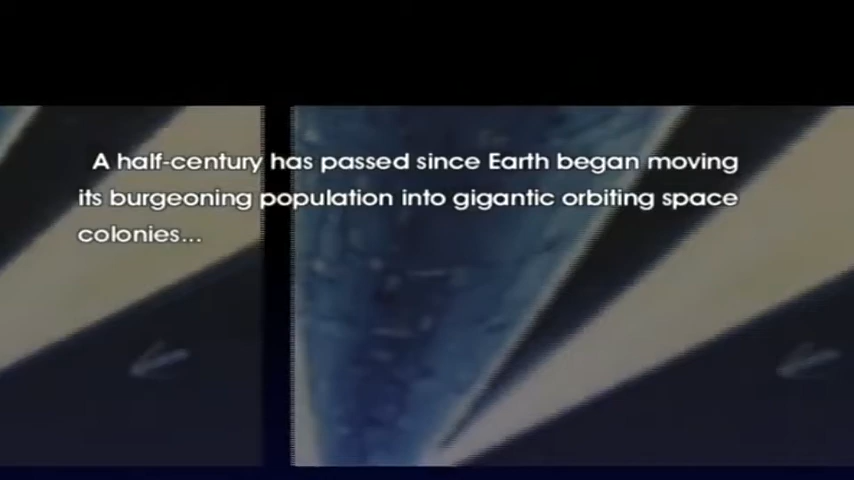 A half-century has passed since Earth began moving
its burgeoning population into gigantic orbiting space
colonies...